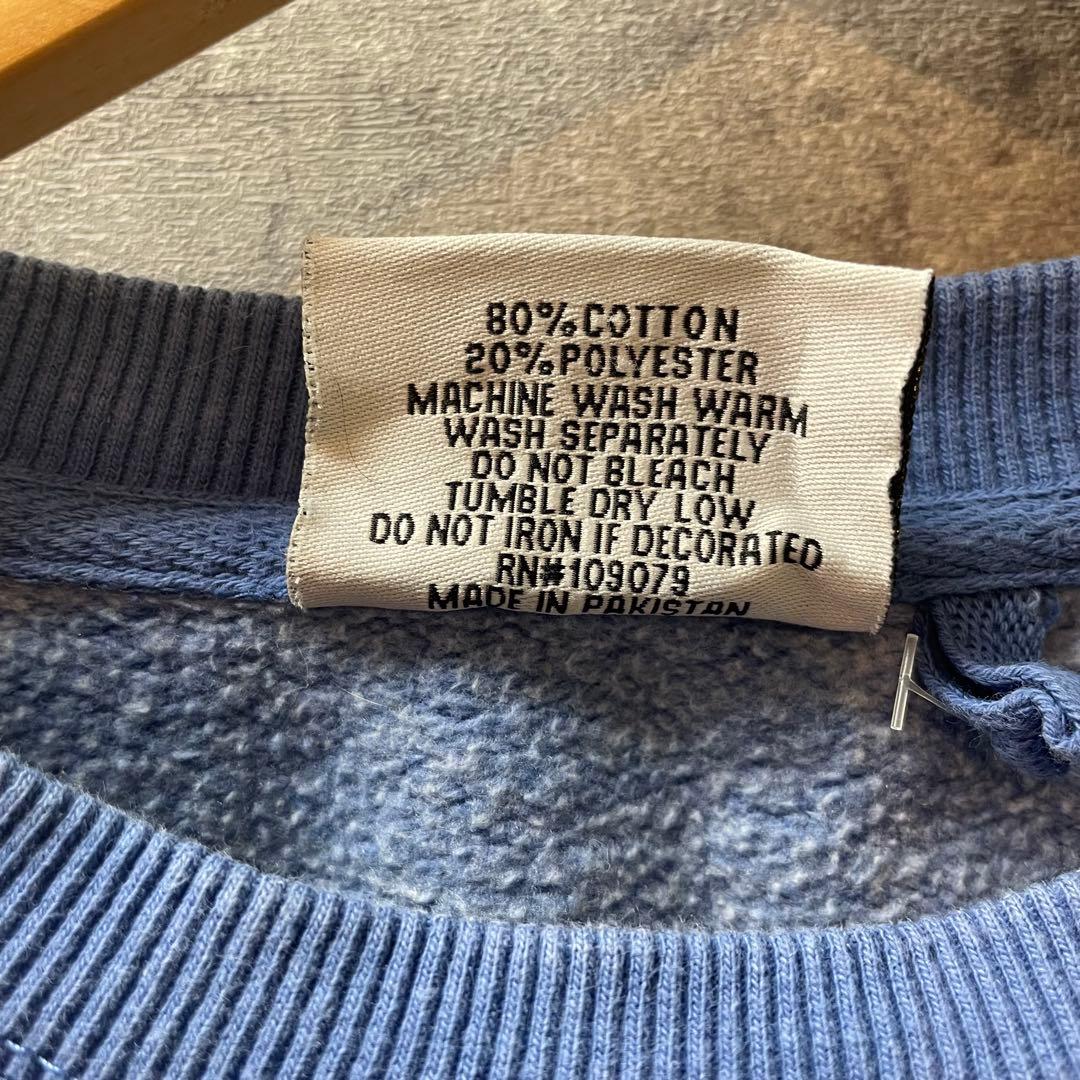 80% COTTON
20% POLYESTER
MACHINE WASH WARM
WASH SEPARATELY
DO NOT BLEACH
TUMBLE DRY LOW
DO NOT IRON IF DECORATED
RN#109079
MADE IN PAKISTAN